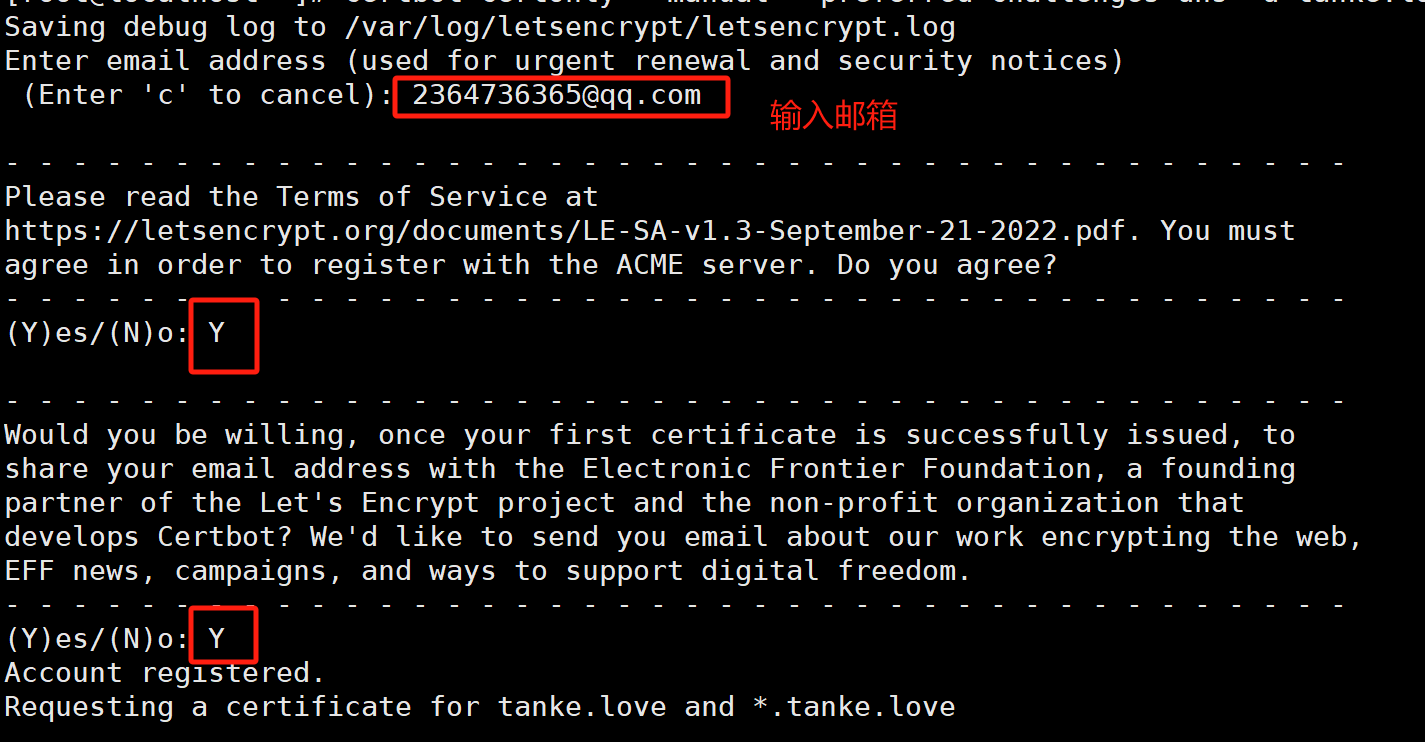 Saving debug log to /var/log/letsencrypt/letsencrypt.log
Enter email address (used for urgent renewal and security notices)
(Enter 'c' to cancel): 2364736365@qq.com
输入邮箱
- - - - - - - - - - - - - - - - - - - - - - - - - - - - - - - - - - - - - - - -
Please read the Terms of Service at
https://letsencrypt.org/documents/LE-SA-v1.3-September-21-2022.pdf. You must
agree in order to register with the ACME server. Do you agree?
- - - - - - - - - - - - - - - - - - - - - - - - - - - - - - - - - - - - - - - -
(Y)es/(N)o: Y
- - - - - - - - - - - - - - - - - - - - - - - - - - - - - - - - - - - - - - - -
Would you be willing, once your first certificate is successfully issued, to
share your email address with the Electronic Frontier Foundation, a founding
partner of the Let's Encrypt project and the non-profit organization that
develops Certbot? We'd like to send you email about our work encrypting the web,
EFF news, campaigns, and ways to support digital freedom.
- - - - - - - - - - - - - - - - - - - - - - - - - - - - - - - - - - - - - - - -
(Y)es/(N)o: Y
Account registered.
Requesting a certificate for tanke.love and *.tanke.love